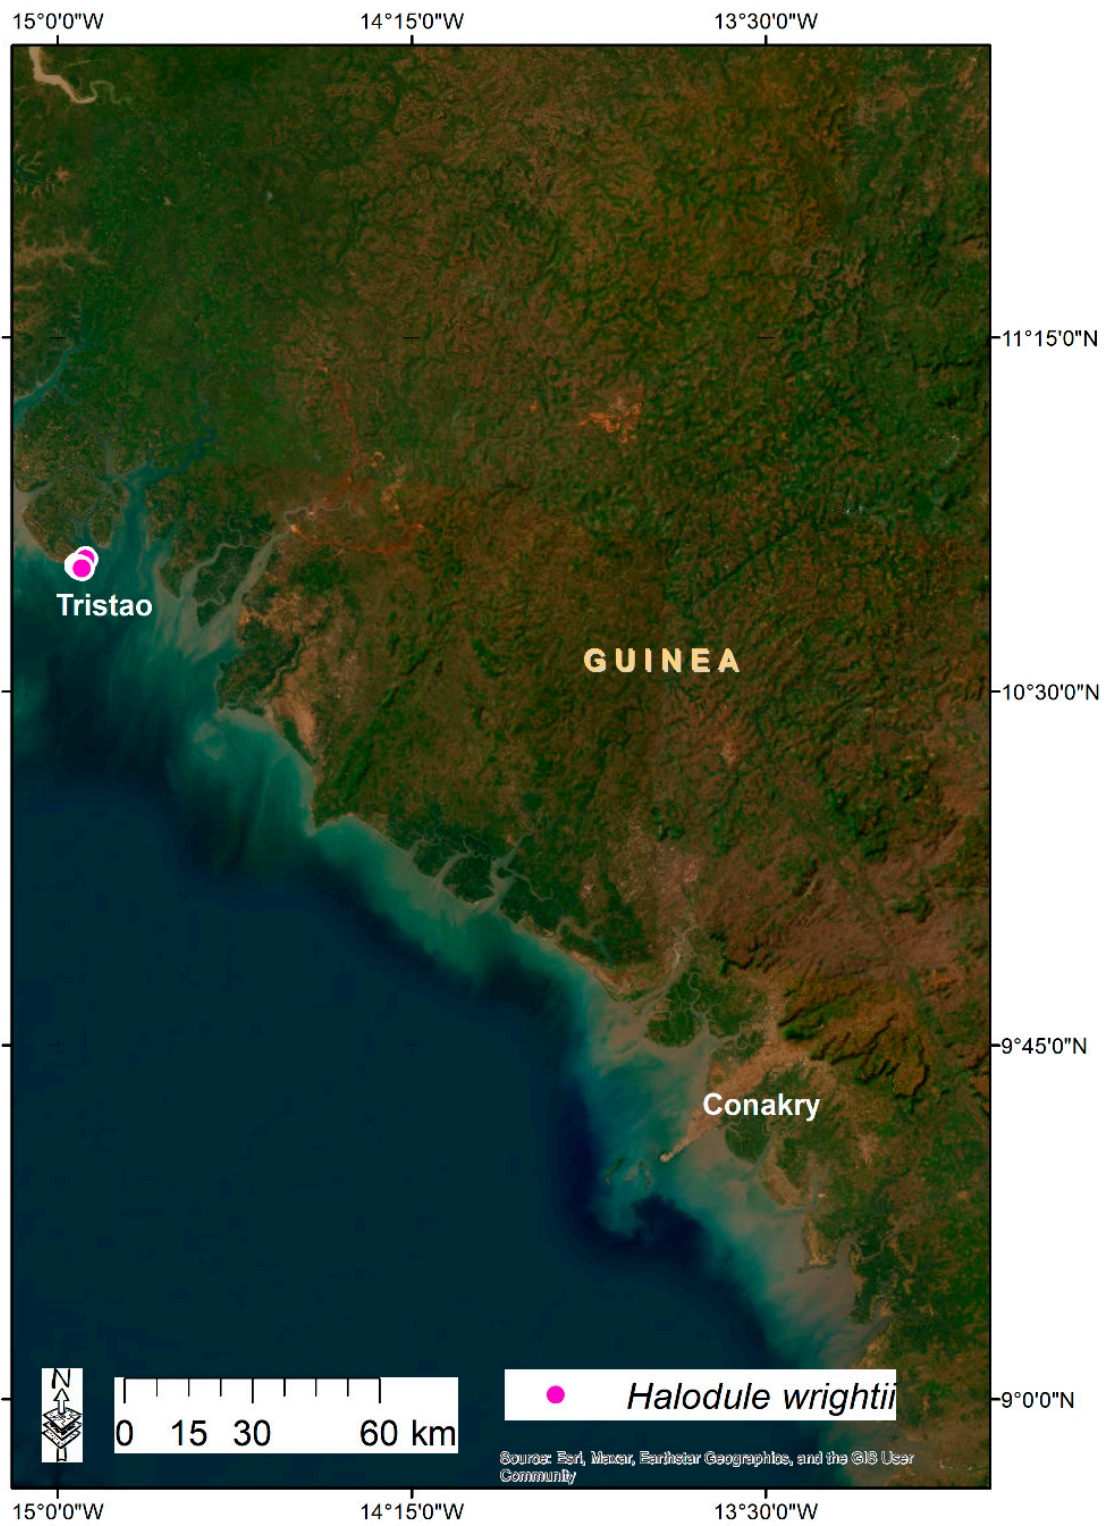 15°0'0"W 14°15'0"W 13°30'0"W
11°15'0"N
Tristao
GUINEA
10°30'0"N
9°45'0"N
Conakry
N
0 15 30 60 km
Halodule wrightii
9°0'0"N
Source: Esri, Maxar, Earthstar Geographics, and the GIS User
Community
15°0'0"W 14°15'0"W 13°30'0"W